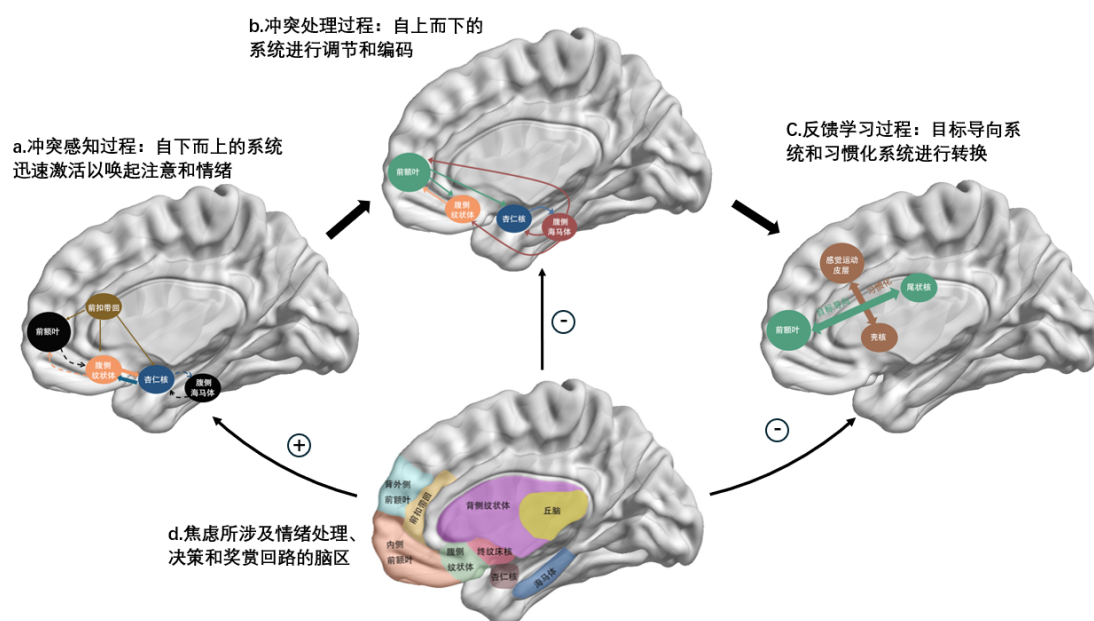 b.冲突处理过程：自上而下的
系统进行调节和编码
a.冲突感知过程：自下而上的系统
迅速激活以唤起注意和情绪
C.反馈学习过程：目标导向系
统和习惯化系统进行转换
前额叶
腹侧
纹状体
杏仁核
腹侧
海马体
前扣带回
前额叶
腹侧
纹状体
杏仁核
腹侧
海马体
感觉运动
皮层
尾状核
目标导向
习惯化
前额叶
壳核
-
+
-
d.焦虑所涉及情绪处理、
决策和奖赏回路的脑区
背外侧
前额叶
前扣带回
背侧纹状体
丘脑
内侧
前额叶
腹侧
纹状体
终纹床核
杏仁核
海马体